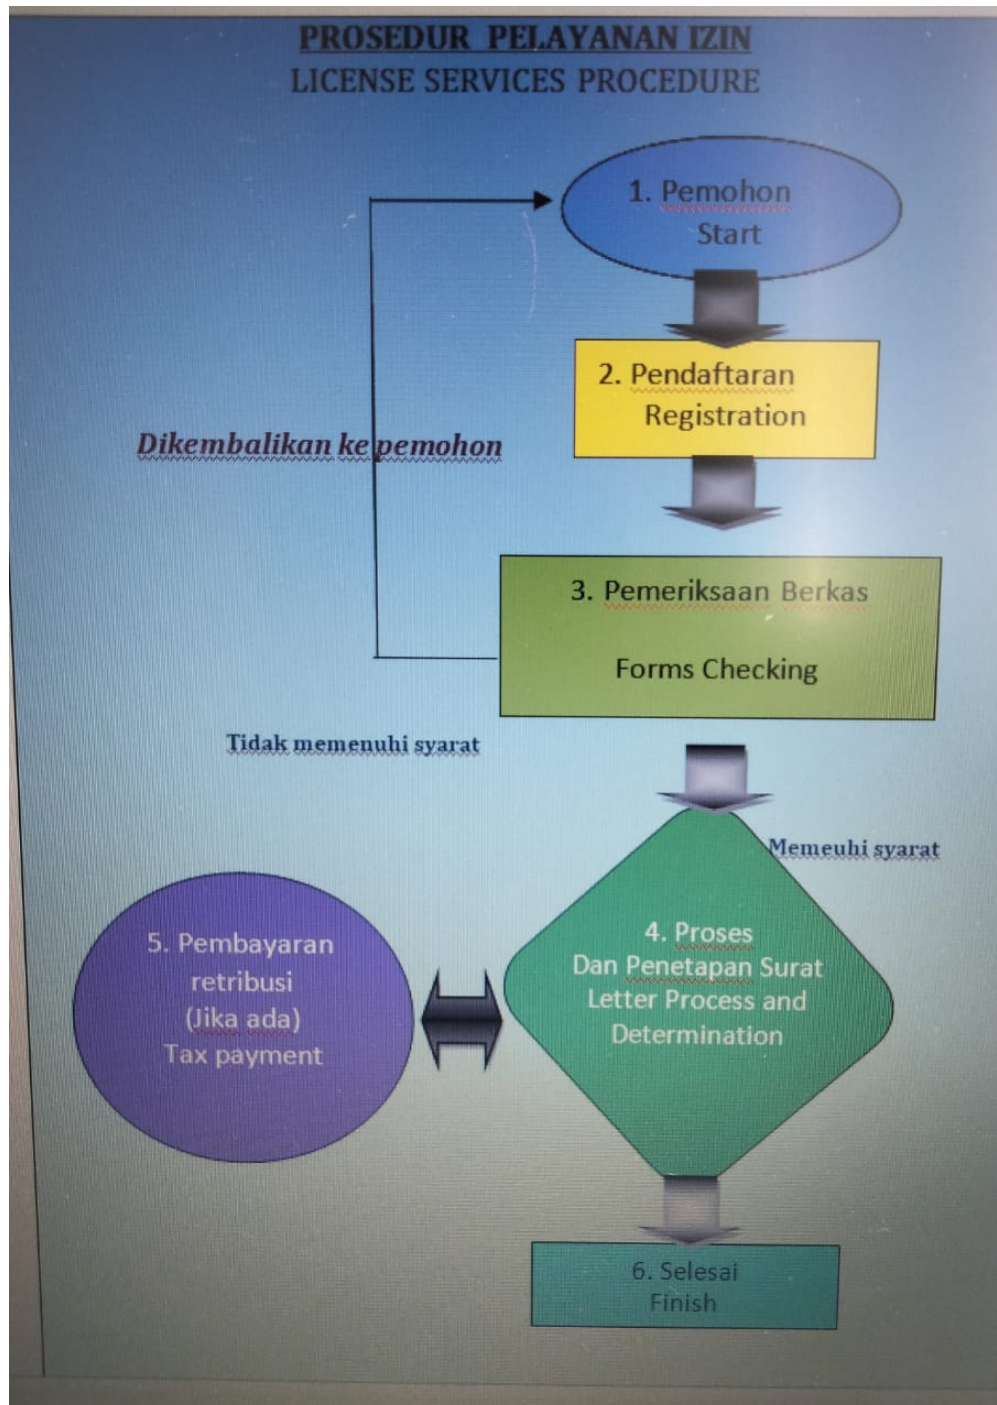 PROSEDUR PELAYANAN IZIN
LICENSE SERVICES PROCEDURE
1. Pemohon
Start
2. Pendaftaran
Registration
Dikembalikan ke pemohon
3. Pemeriksaan Berkas
Forms Checking
Tidak memenuhi syarat
Memeuhi syarat
4. Proses
Dan Penetapan Surat
Letter Process and
Determination
5. Pembayaran
retribusi
(Jika ada)
Tax payment
6. Selesai
Finish